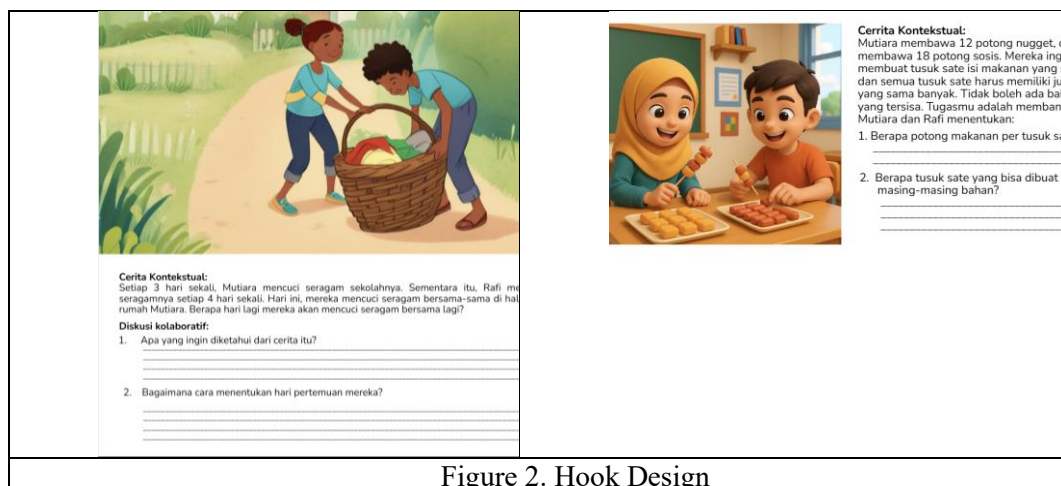 Cerita Kontekstual:
Setiap 3 hari sekali, Mutiara mencuci seragam sekolahnya. Sementara itu, Rafi
seragamnya setiap 4 hari sekali. Hari ini, mereka mencuci seragam bersama-sama di
rumah Mutiara. Berapa hari lagi mereka akan mencuci seragam bersama lagi?
Diskusi kolaboratif:
1. Apa yang ingin diketahui dari cerita itu?
2. Bagaimana cara menentukan hari pertemuan mereka?
Cerrita Kontekstual:
Mutiara membawa 12 potong nugget,
membawa 18 potong sosis. Mereka
membuat tusuk sate isi makanan yang
dan semua tusuk sate harus memiliki
yang sama banyak. Tidak boleh ada
yang tersisa. Tugasmu adalah
Mutiara dan Rafi menentukan:
1. Berapa potong makanan per tusuk
2. Berapa tusuk sate yang bisa dibuat
masing-masing bahan?
Figure 2. Hook Design